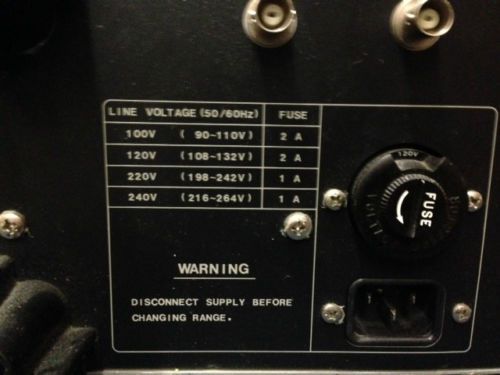 LINE VOLTAGE (50/60Hz) FUSE
100V ( 90~110V) 2 A
120V (108~132V) 2 A
220V (198~242V) 1 A
240V (216~264V) 1 A
120V
FUSE
WARNING
DISCONNECT SUPPLY BEFORE
CHANGING RANGE.